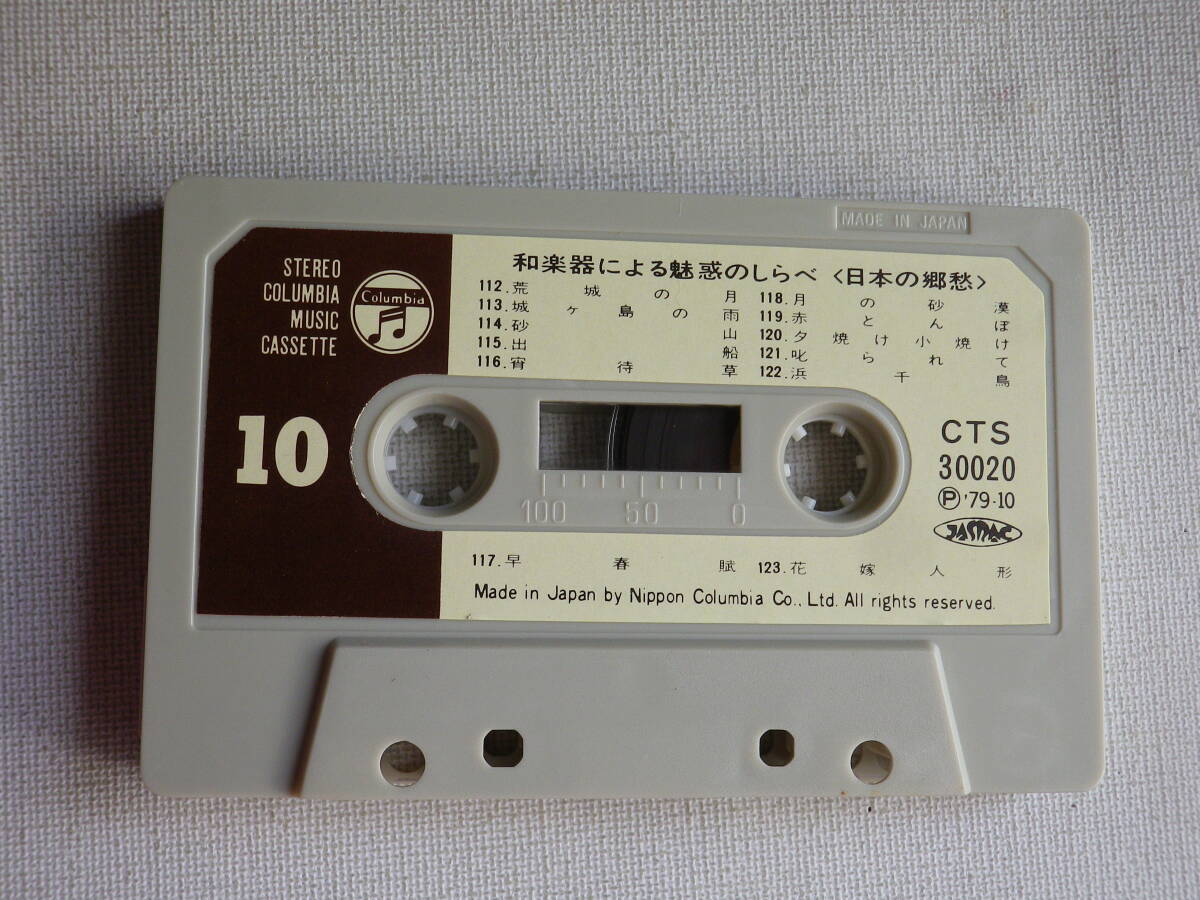 MADE IN JAPAN
STEREO
COLUMBIA
MUSIC
CASSETTE
Columbia
10
和楽器による魅惑のしらべ〈日本の郷愁〉
112.荒城の月
113.城ヶ島の雨
114.砂山
115.出船
116.宵待草
118.月の砂漠
119.赤とんぼ
120.夕焼け小焼け
121.叱られて
122.浜千鳥
100 50 0
CTS
30020
Ⓟ'79·10
JASRAC
117.早春賦
123.花嫁人形
Made in Japan by Nippon Columbia Co., Ltd. All rights reserved.